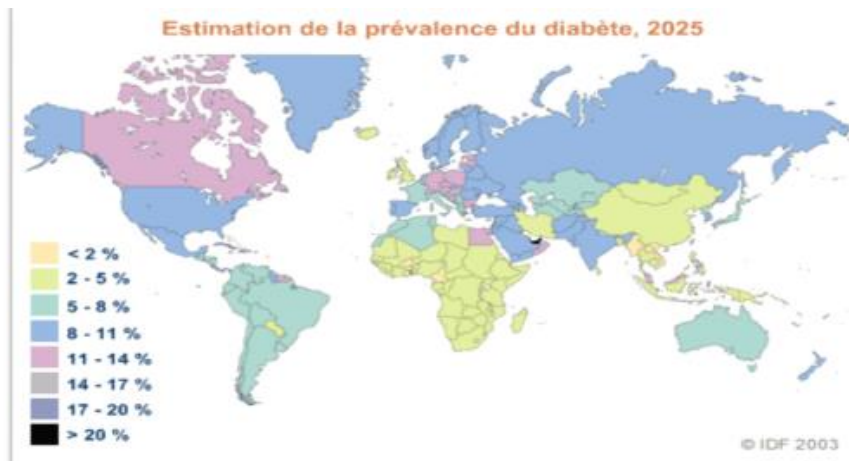 Estimation de la prévalence du diabète, 2025
< 2 %
2 - 5 %
5 - 8 %
8 - 11 %
11 - 14 %
14 - 17 %
17 - 20 %
> 20 %
© IDF 2003